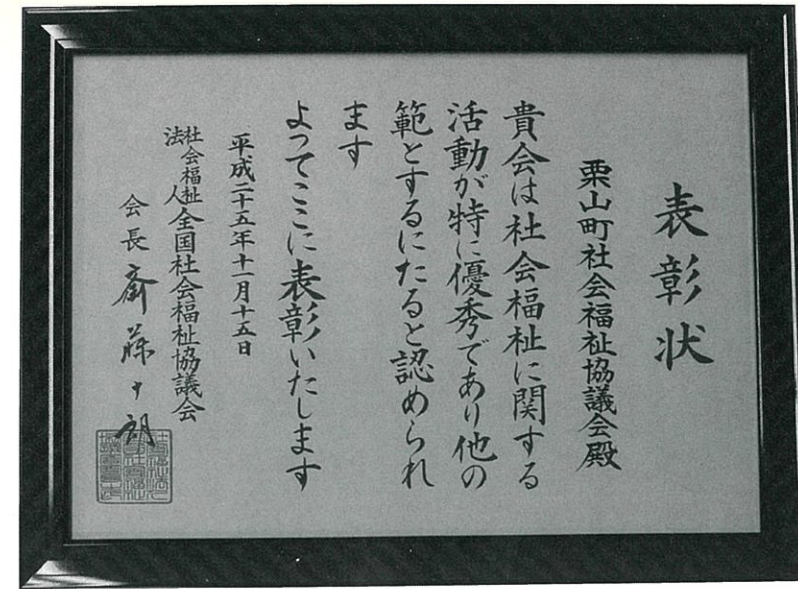 表彰状
栗山町社会福祉協議会殿
貴会は社会福祉に関する
活動が特に優秀であり他の
範とするにたると認められ
ます
よってここに表彰いたします
平成二十五年十一月十五日
社会福祉法人全国社会福祉協議会
会長 斎藤十朗